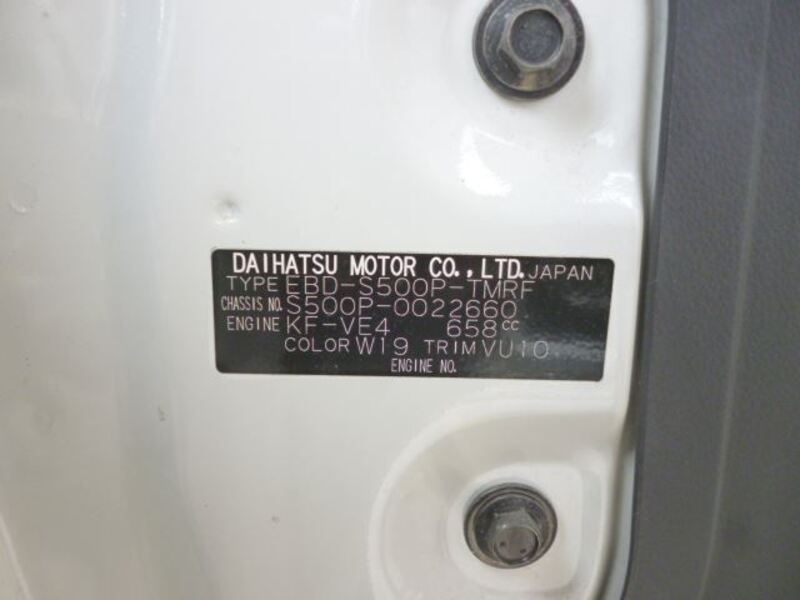 DAIHATSU MOTOR CO., LTD. JAPAN
TYPE EBD-S500P-TMRF
CHASSIS NO. S500P-0022660
ENGINE KF-VE4 658cc
COLOR W19 TRIM VU10
ENGINE NO.